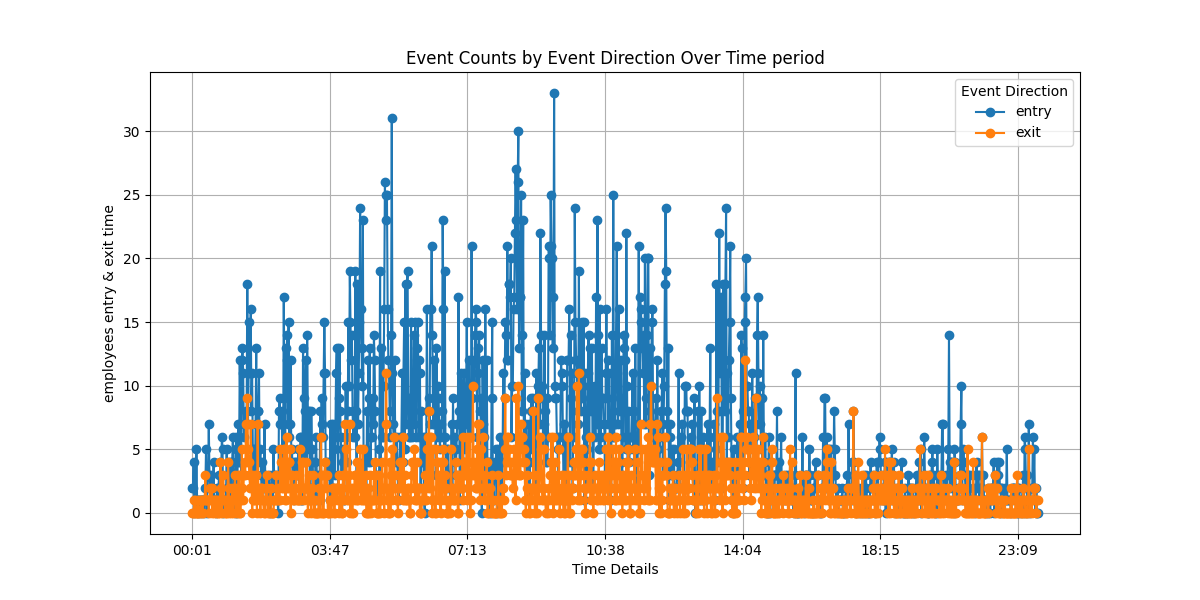 Event Counts by Event Direction Over Time period
Event Direction
entry
exit
30
25
20
15
10
5
0
employees entry & exit time
00:01 03:47 07:13 10:38 14:04 18:15 23:09
Time Details